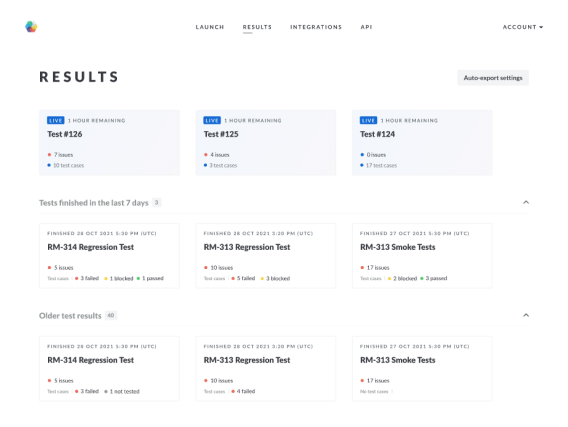 LAUNCH RESULTS INTEGRATIONS API ACCOUNT
RESULTS
Auto-export settings
LIVE 1 HOUR REMAINING
Test #126
7 issues
10 test cases
LIVE 1 HOUR REMAINING
Test #125
4 issues
3 test cases
LIVE 1 HOUR REMAINING
Test #124
0 issues
17 test cases
Tests finished in the last 7 days 3
FINISHED 28 OCT 2021 5:30 PM (UTC)
RM-314 Regression Test
5 issues
Test cases 3 failed 1 blocked 1 passed
FINISHED 28 OCT 2021 3:20 PM (UTC)
RM-313 Regression Test
10 issues
Test cases 5 failed 3 blocked
FINISHED 27 OCT 2021 5:30 PM (UTC)
RM-313 Smoke Tests
17 issues
Test cases 2 blocked 3 passed
Older test results 40
FINISHED 28 OCT 2021 5:30 PM (UTC)
RM-314 Regression Test
5 issues
Test cases 3 failed 1 not tested
FINISHED 28 OCT 2021 3:20 PM (UTC)
RM-313 Regression Test
10 issues
Test cases 4 failed
FINISHED 27 OCT 2021 5:30 PM (UTC)
RM-313 Smoke Tests
17 issues
No test cases